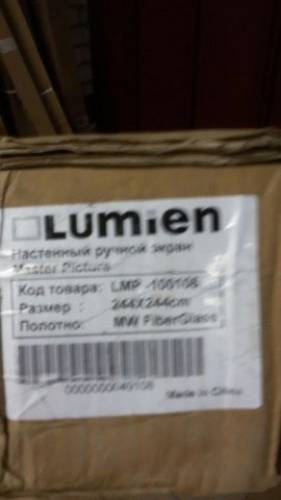 Lumien
Настенный ручной экран
Master Picture
Код товара: LMP -100108
Размер : 244X244cm
Полотно: MW FiberGlass
Made in China